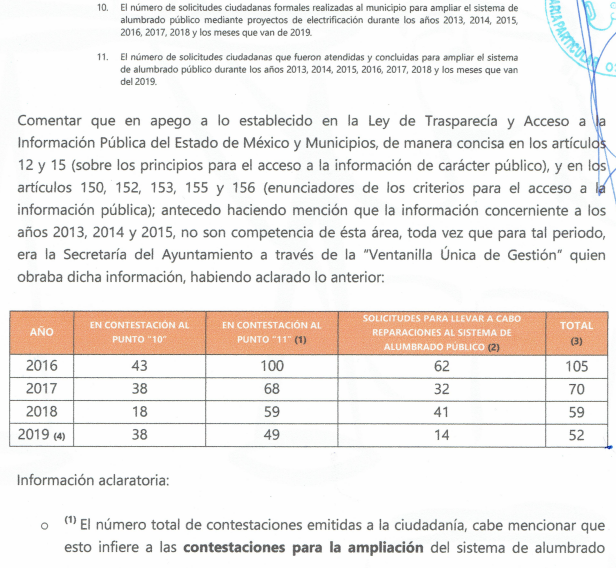 10. El número de solicitudes ciudadanas formales realizadas al municipio para ampliar el sistema de
alumbrado público mediante proyectos de electrificación durante los años 2013, 2014, 2015,
2016, 2017, 2018 y los meses que van de 2019.
11. El número de solicitudes ciudadanas que fueron atendidas y concluidas para ampliar el sistema
de alumbrado público durante los años 2013, 2014, 2015, 2016, 2017, 2018 y los meses que van
del 2019.
Comentar que en apego a lo establecido en la Ley de Trasparecía y Acceso a la
Información Pública del Estado de México y Municipios, de manera concisa en los artículos
12 y 15 (sobre los principios para el acceso a la información de carácter público), y en los
artículos 150, 152, 153, 155 y 156 (enunciadores de los criterios para el acceso a la
información pública); antecedo haciendo mención que la información concerniente a los
años 2013, 2014 y 2015, no son competencia de ésta área, toda vez que para tal periodo,
era la Secretaría del Ayuntamiento a través de la “Ventanilla Única de Gestión” quien
obraba dicha información, habiendo aclarado lo anterior:
AÑO EN CONTESTACIÓN AL PUNTO “10” EN CONTESTACIÓN AL PUNTO “11” (1) SOLICITUDES PARA LLEVAR A CABO REPARACIONES AL SISTEMA DE ALUMBRADO PÚBLICO (2) TOTAL (3)
2016 43 100 62 105
2017 38 68 32 70
2018 18 59 41 59
2019 (4) 38 49 14 52
Información aclaratoria:
o (1) El número total de contestaciones emitidas a la ciudadanía, cabe mencionar que
esto infiere a las contestaciones para la ampliación del sistema de alumbrado